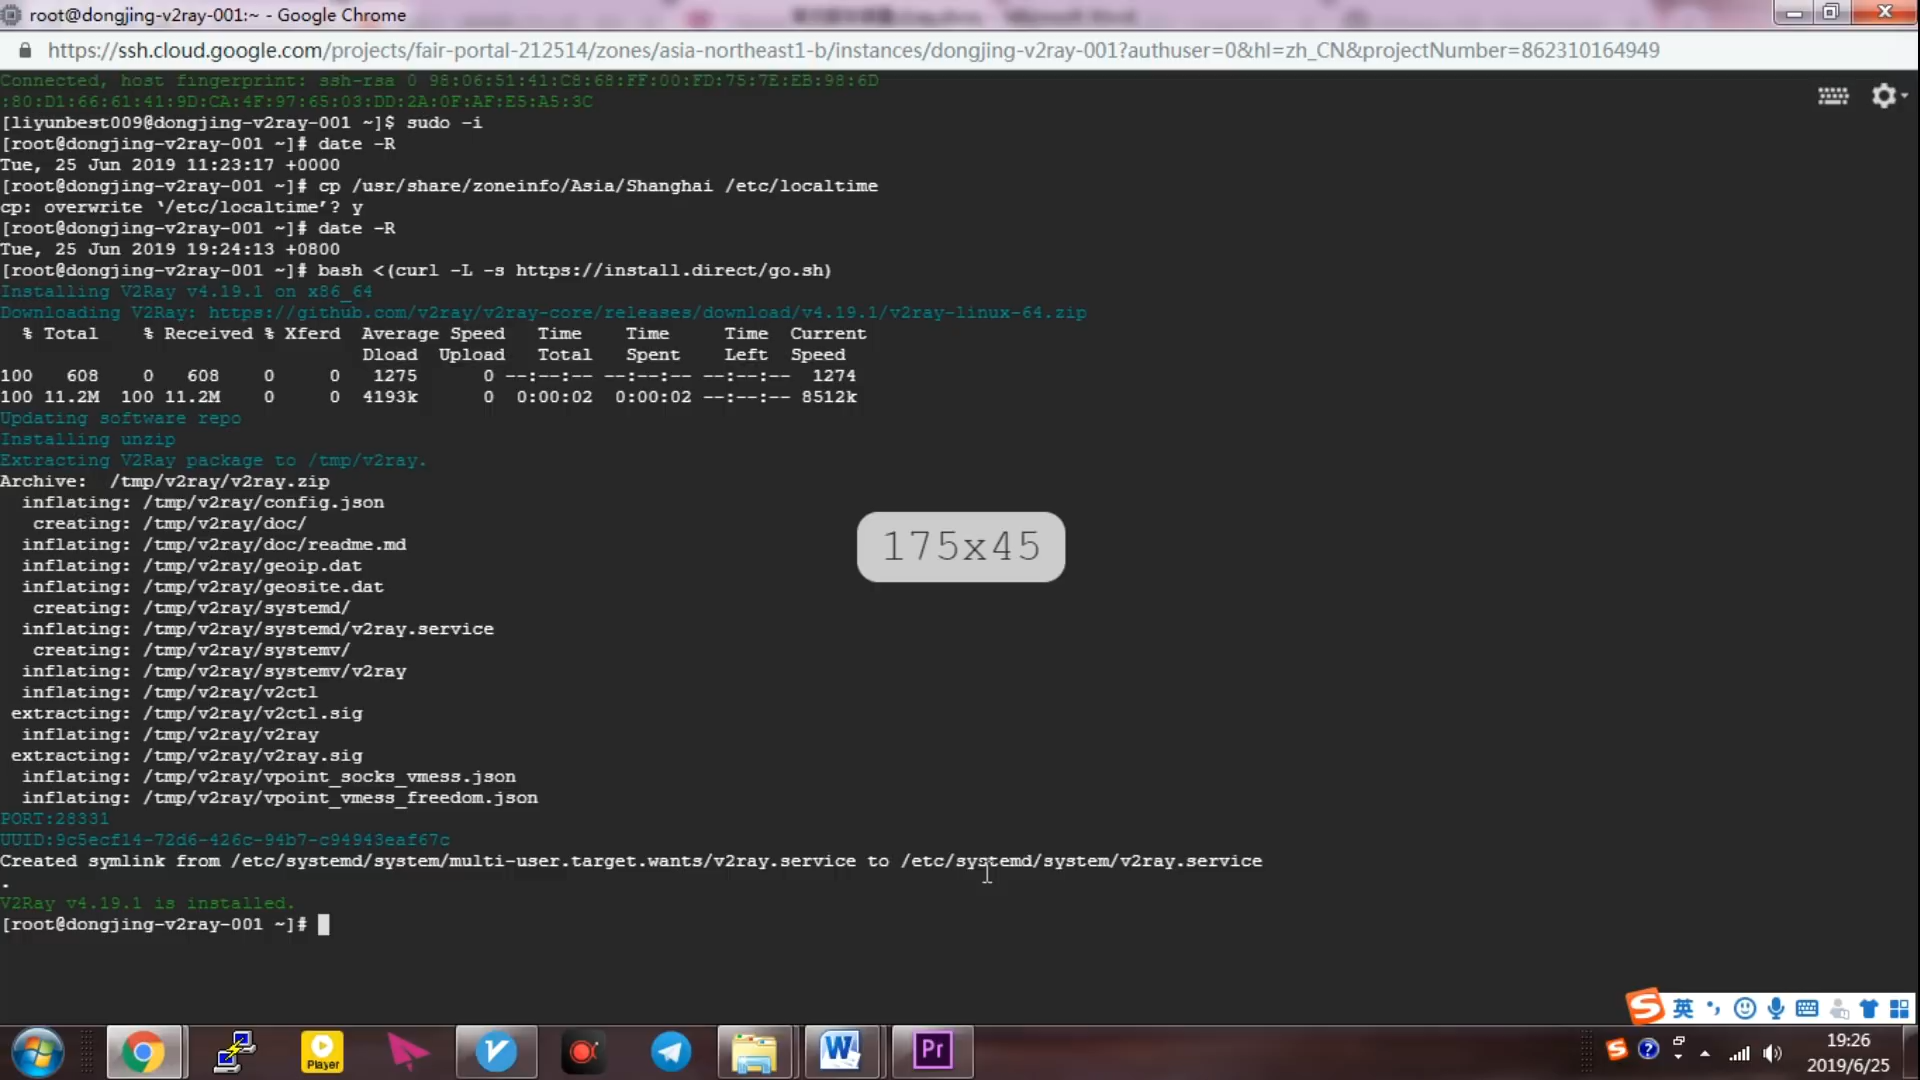 root@dongjing-v2ray-001:~ - Google Chrome
https://ssh.cloud.google.com/projects/fair-portal-212514/zones/asia-northeast1-b/instances/dongjing-v2ray-001?authuser=0&hl=zh_CN&projectNumber=862310164949
Connected, host fingerprint: ssh-rsa 0 98:06:51:41:C8:68:FF:00:FD:75:7E:EB:98:6D
:80:D1:66:61:41:9D:CA:4F:97:65:03:DD:2A:0F:AF:E5:A5:3C
[liyunbest009@dongjing-v2ray-001 ~]$ sudo -i
[root@dongjing-v2ray-001 ~]# date -R
Tue, 25 Jun 2019 11:23:17 +0000
[root@dongjing-v2ray-001 ~]# cp /usr/share/zoneinfo/Asia/Shanghai /etc/localtime
cp: overwrite ‘/etc/localtime’? y
[root@dongjing-v2ray-001 ~]# date -R
Tue, 25 Jun 2019 19:24:13 +0800
[root@dongjing-v2ray-001 ~]# bash <(curl -L -s https://install.direct/go.sh)
Installing V2Ray v4.19.1 on x86_64
Downloading V2Ray: https://github.com/v2ray/v2ray-core/releases/download/v4.19.1/v2ray-linux-64.zip
% Total % Received % Xferd Average Speed Time Time Time Current
Dload Upload Total Spent Left Speed
100 608 0 608 0 0 1275 0 --:--:-- --:--:-- --:--:-- 1274
100 11.2M 100 11.2M 0 0 4193k 0 0:00:02 0:00:02 --:--:-- 8512k
Updating software repo
Installing unzip
Extracting V2Ray package to /tmp/v2ray.
Archive: /tmp/v2ray/v2ray.zip
inflating: /tmp/v2ray/config.json
creating: /tmp/v2ray/doc/
inflating: /tmp/v2ray/doc/readme.md
inflating: /tmp/v2ray/geoip.dat
inflating: /tmp/v2ray/geosite.dat
creating: /tmp/v2ray/systemd/
inflating: /tmp/v2ray/systemd/v2ray.service
creating: /tmp/v2ray/systemv/
inflating: /tmp/v2ray/systemv/v2ray
inflating: /tmp/v2ray/v2ctl
extracting: /tmp/v2ray/v2ctl.sig
inflating: /tmp/v2ray/v2ray
extracting: /tmp/v2ray/v2ray.sig
inflating: /tmp/v2ray/vpoint_socks_vmess.json
inflating: /tmp/v2ray/vpoint_vmess_freedom.json
175x45
PORT:28331
UUID:9c5ecf14-72d6-426c-94b7-c94943eaf67c
Created symlink from /etc/systemd/system/multi-user.target.wants/v2ray.service to /etc/systemd/system/v2ray.service
.
V2Ray v4.19.1 is installed.
[root@dongjing-v2ray-001 ~]#
英
Player
Pr
19:26
2019/6/25